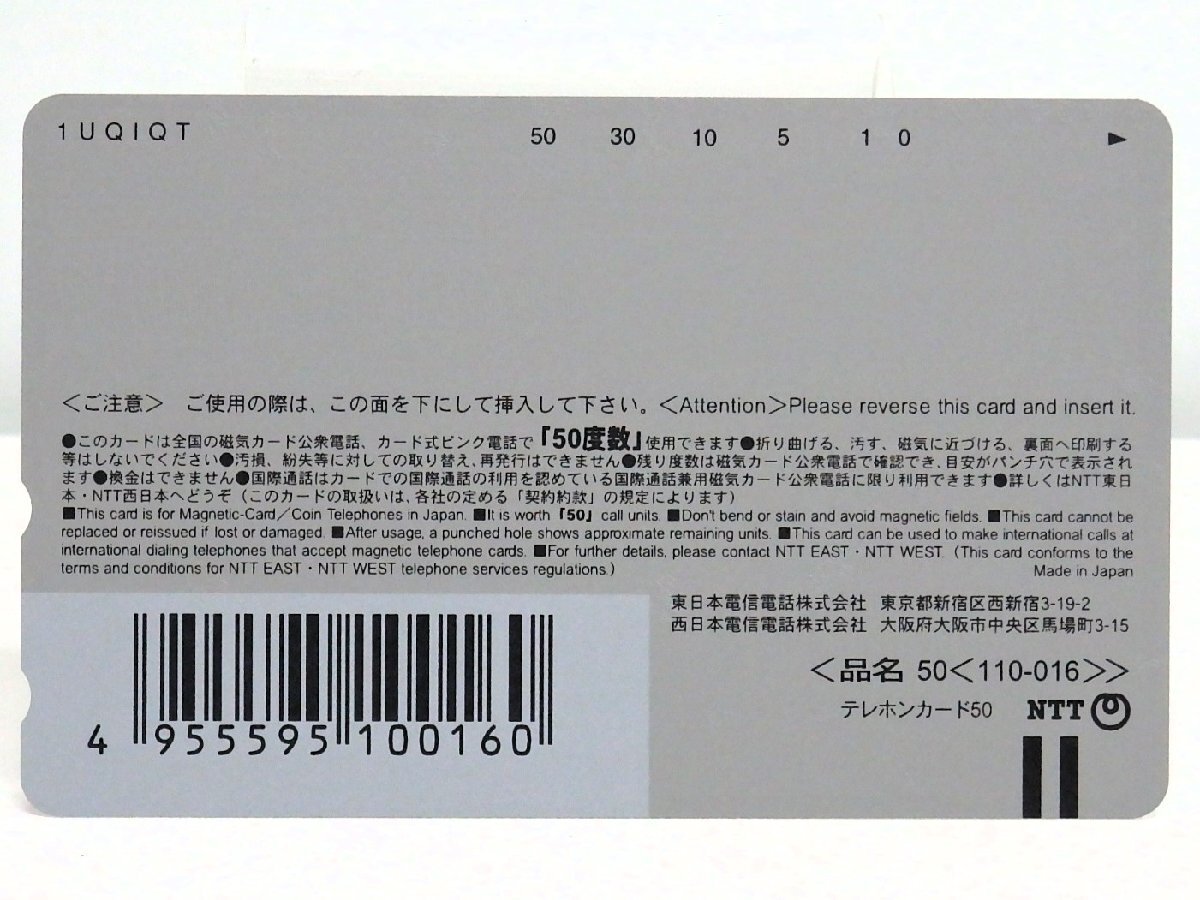 1UQIQT 50 30 10 5 1 0 ▶
＜ご注意＞ ご使用の際は、この面を下にして挿入して下さい。＜Attention＞Please reverse this card and insert it.
●このカードは全国の磁気カード公衆電話、カード式ピンク電話で『50度数』使用できます●折り曲げる、汚す、磁気に近づける、裏面へ印刷する
等はしないでください●汚損、紛失等に対しての取り替え、再発行はできません●残り度数は磁気カード公衆電話で確認でき、目安がパンチ穴で表示され
ます●換金はできません●国際通話はカードでの国際通話の利用を認めている国際通話兼用磁気カード公衆電話に限り利用できます●詳しくはNTT東日
本・NTT西日本へどうぞ（このカードの取扱いは、各社の定める「契約約款」の規定によります）
■This card is for Magnetic-Card／Coin Telephones in Japan. ■It is worth「50」call units. ■Don't bend or stain and avoid magnetic fields. ■This card cannot be
replaced or reissued if lost or damaged. ■After usage, a punched hole shows approximate remaining units. ■This card can be used to make international calls at
international dialing telephones that accept magnetic telephone cards. ■For further details, please contact NTT EAST・NTT WEST. (This card conforms to the
terms and conditions for NTT EAST・NTT WEST telephone services regulations.) Made in Japan
東日本電信電話株式会社 東京都新宿区西新宿3-19-2
西日本電信電話株式会社 大阪府大阪市中央区馬場町3-15
＜品名 50＜110-016＞＞
テレホンカード50 NTT
4 955595 100160